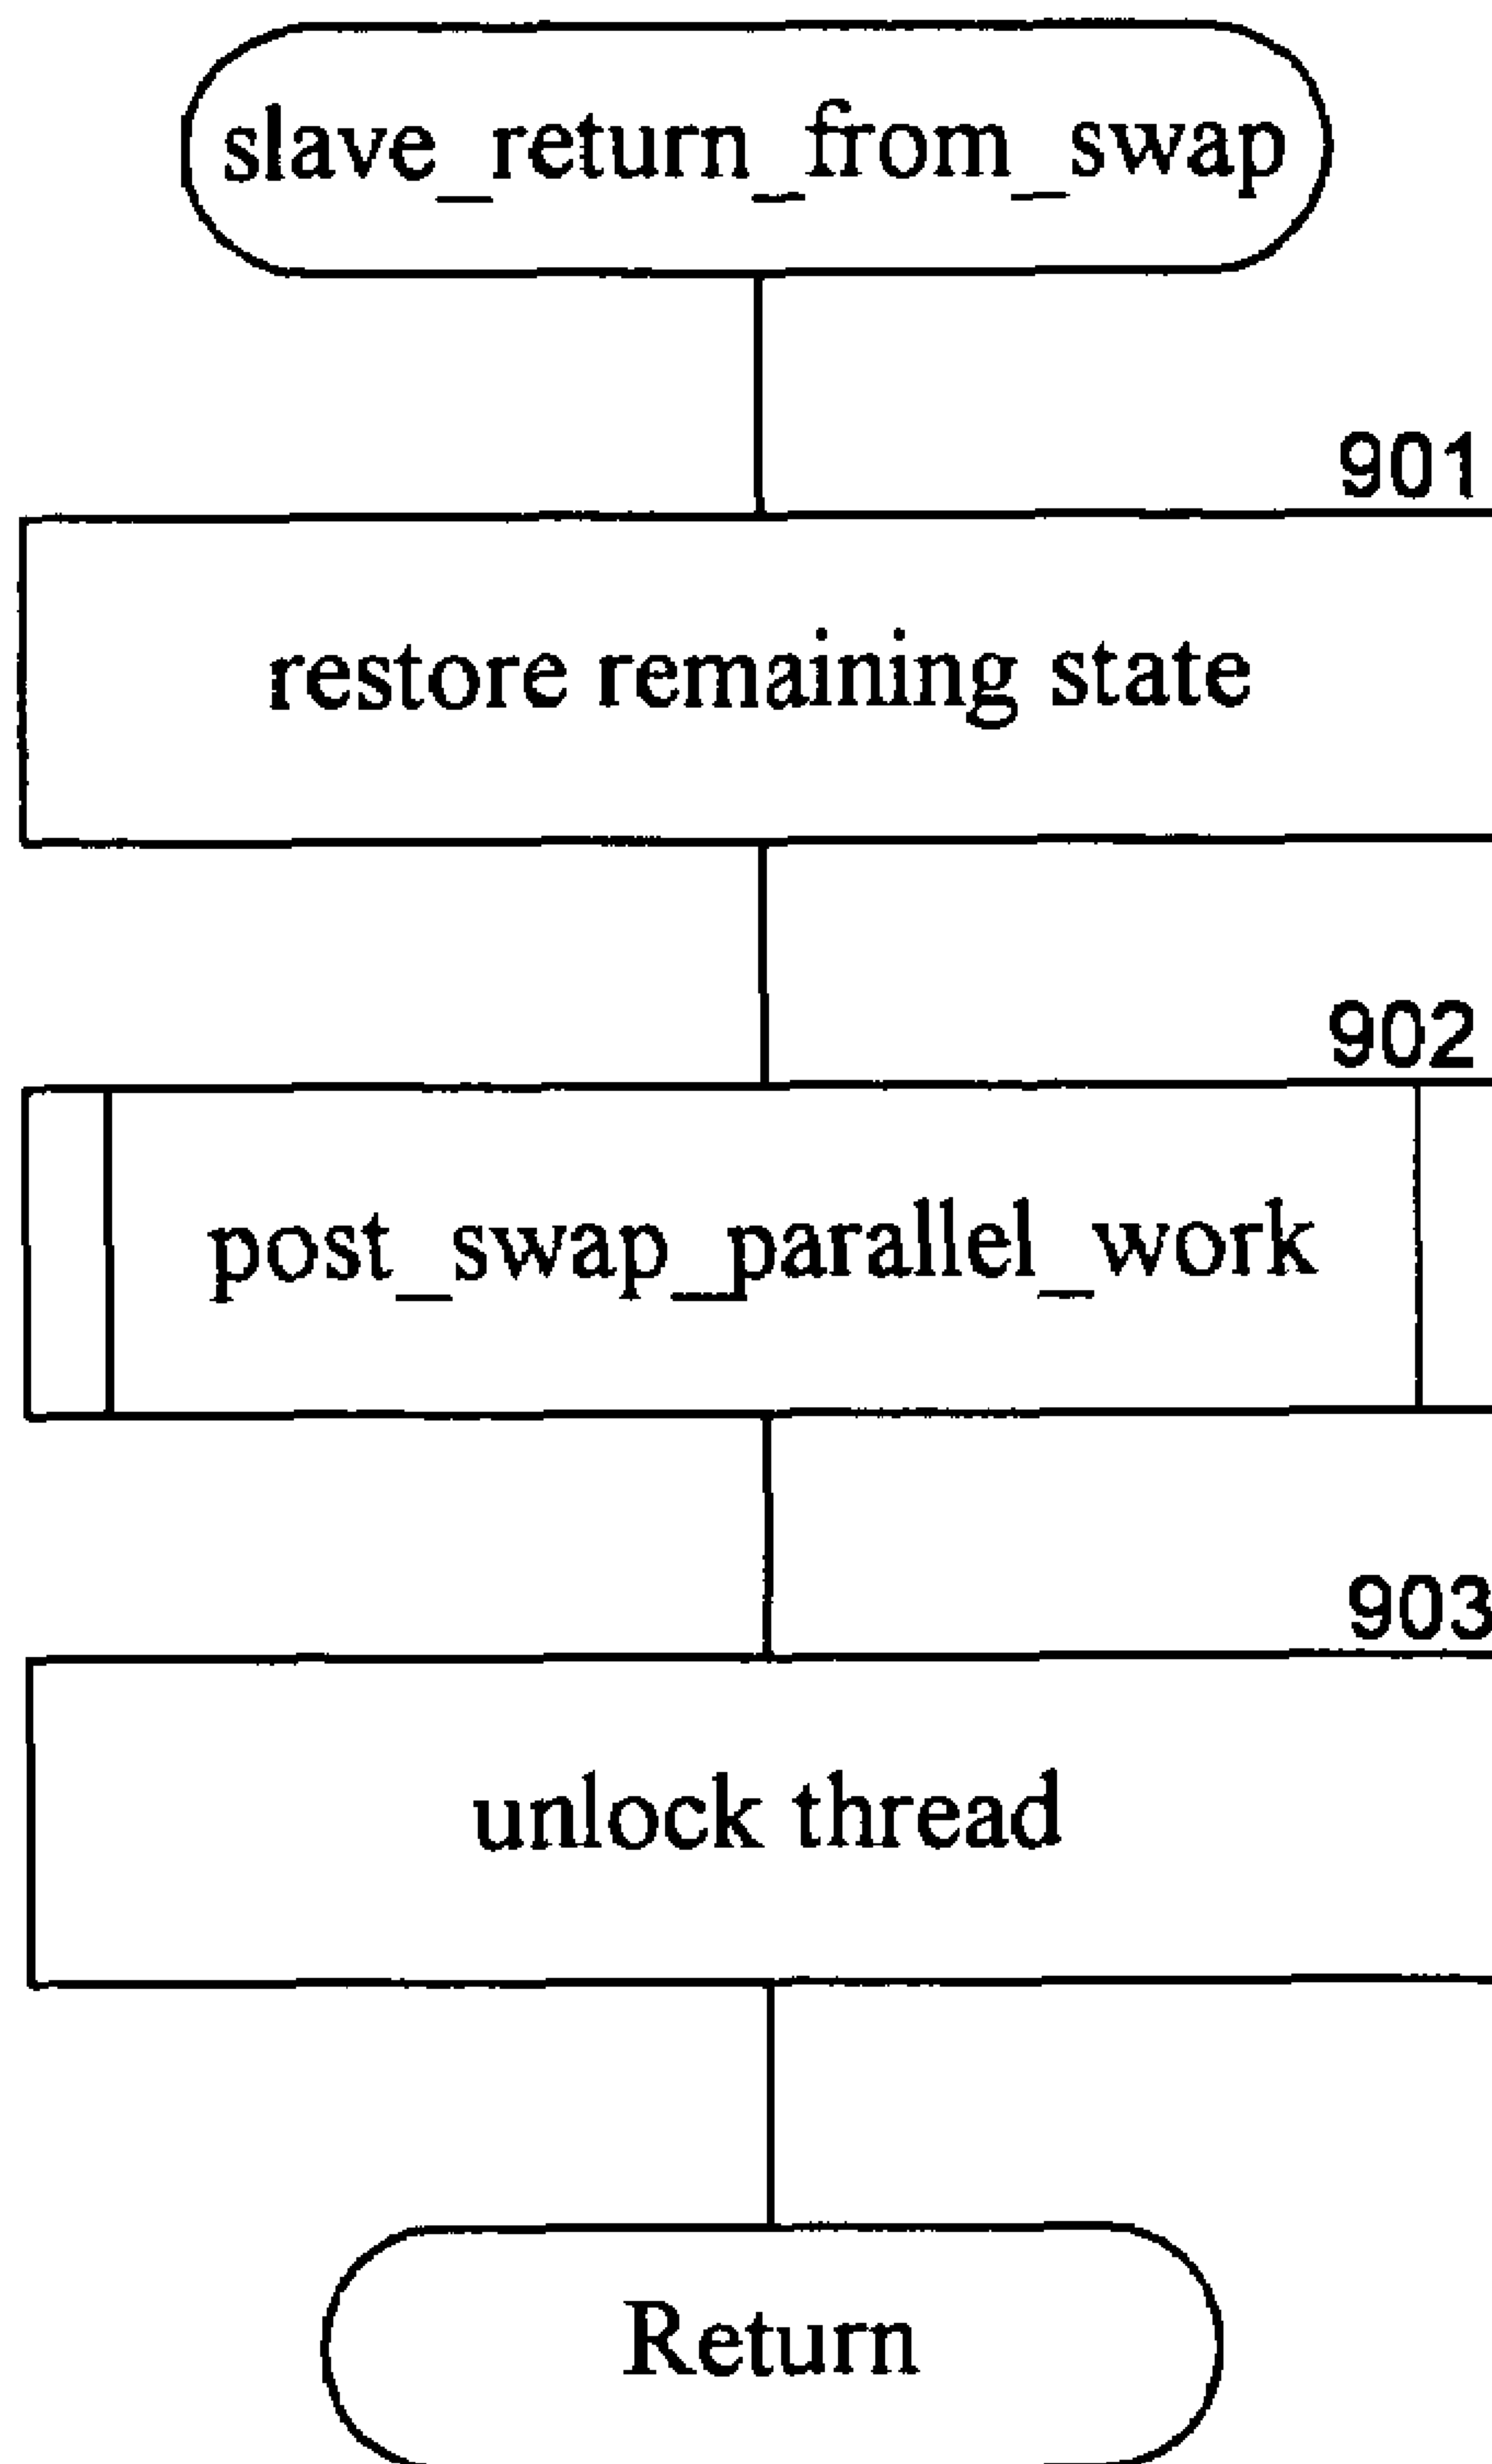 slave_return_from_swap
901
restore remaining state
902
post_swap_parallel_work
903
unlock thread
Return